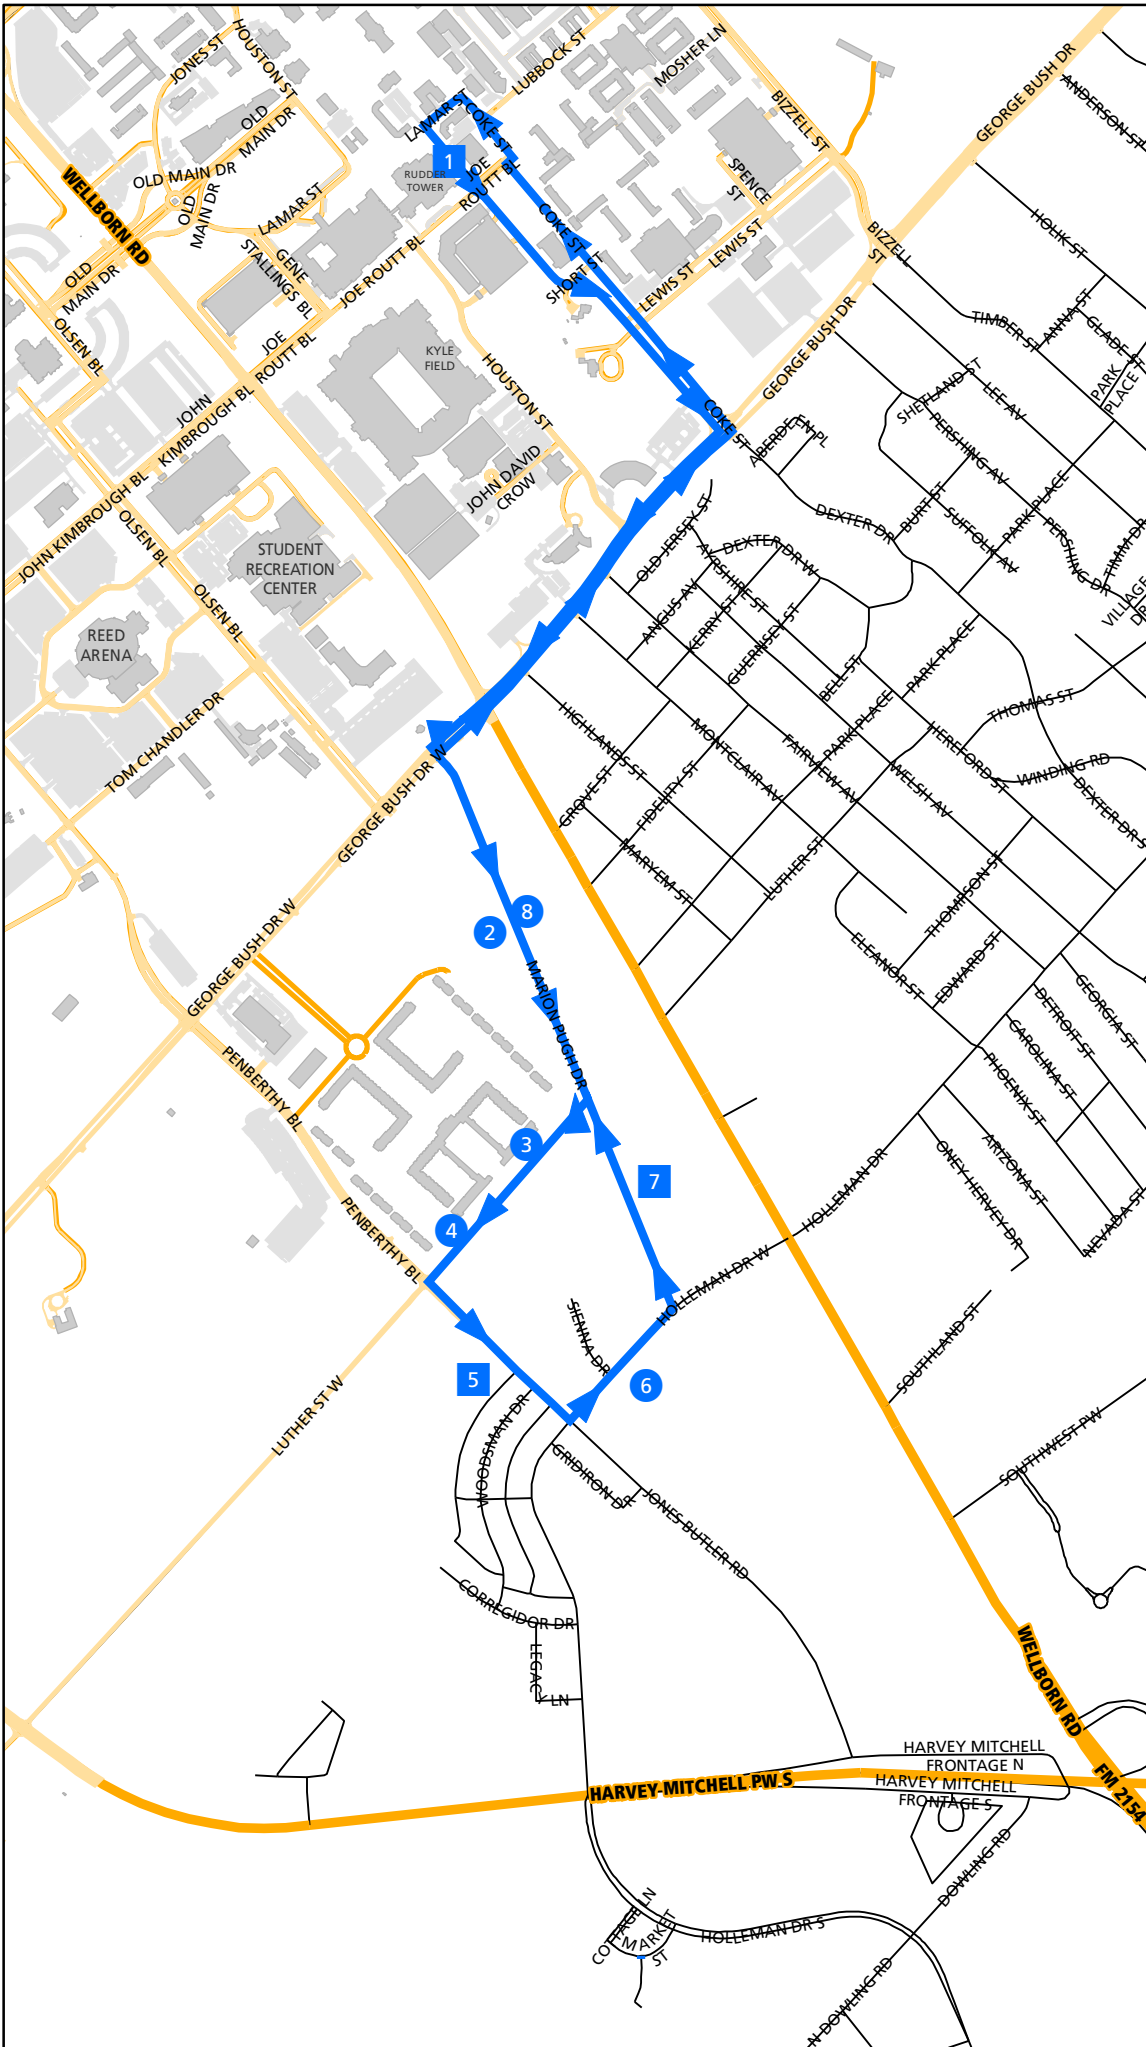 JONES ST
HOUSTON ST
OLD
MAIN DR
LAMAR ST
COKE ST
LUBBOCK ST
MOSHER LN
BIZZELL ST
GEORGE BUSH DR
ANDERSON ST
1
RUDDER
TOWER
JOE
ROUTT BL
OLD MAIN DR
OLD
MAIN DR
LAMAR ST
WELLBORN RD
GENE
STALLINGS BL
JOE ROUTT BL
SPENCE
ST
LEWIS ST
LEWIS ST
COKE ST
SHORT ST
HOLIK ST
BIZZELL
ST
OLD
MAIN DR
OLSEN BL
JOE
ROUTT BL
KYLE
FIELD
HOUSTON ST
GEORGE BUSH DR
TIMBER ST
ANNA ST
GLADE ST
PARK
PLACE
SHETLAND ST
LEE AV
PERSHING AV
JOHN
KIMBROUGH BL
COKE ST
ABERDEEN PL
JOHN DAVID
CROW
JOHN KIMBROUGH BL
OLSEN BL
DEXTER DR
BURT ST
SUFFOLK AV
PARK PLACE
PERSHING DR
TIMM DR
VILLAGE
DR
STUDENT
RECREATION
CENTER
OLD JERSEY ST
DEXTER DR W
AYRSHIRE ST
ANGUS AV
KERRY ST
GUERNSEY ST
BELL ST
PARK PLACE
REED
ARENA
OLSEN BL
TOM CHANDLER DR
THOMAS ST
HIGHLANDS ST
MONTCLAIR AV
FAIRVIEW AV
PARK PLACE
WELSH AV
HEREFORD ST
WINDING RD
DEXTER DR S
GEORGE BUSH DR W
GROVE ST
FIDELITY ST
MARYEM ST
LUTHER ST
THOMPSON ST
2
8
GEORGE BUSH DR W
MARION PUGH DR
ELEANOR ST
EDWARD ST
GEORGIA ST
DETROIT ST
CAROLINA ST
PHOENIX ST
PENBERTHY BL
3
7
4
ARIZONA ST
ONEY HERVEY DR
NEVADA ST
HOLLEMAN DR
PENBERTHY BL
HOLLEMAN DR W
SIENNA DR
5
6
SOUTHLAND ST
LUTHER ST W
WOODSMAN DR
GRIDIRON DR
JONES BUTLER RD
SOUTHWEST PW
CORREGIDOR DR
LEGACY LN
WELLBORN RD
HARVEY MITCHELL
FRONTAGE N
HARVEY MITCHELL PW S
HARVEY MITCHELL
FRONTAGE S
FM 2154
DOWLING RD
COTTAGE LN
MARKET
ST
HOLLEMAN DR S
N DOWLING RD